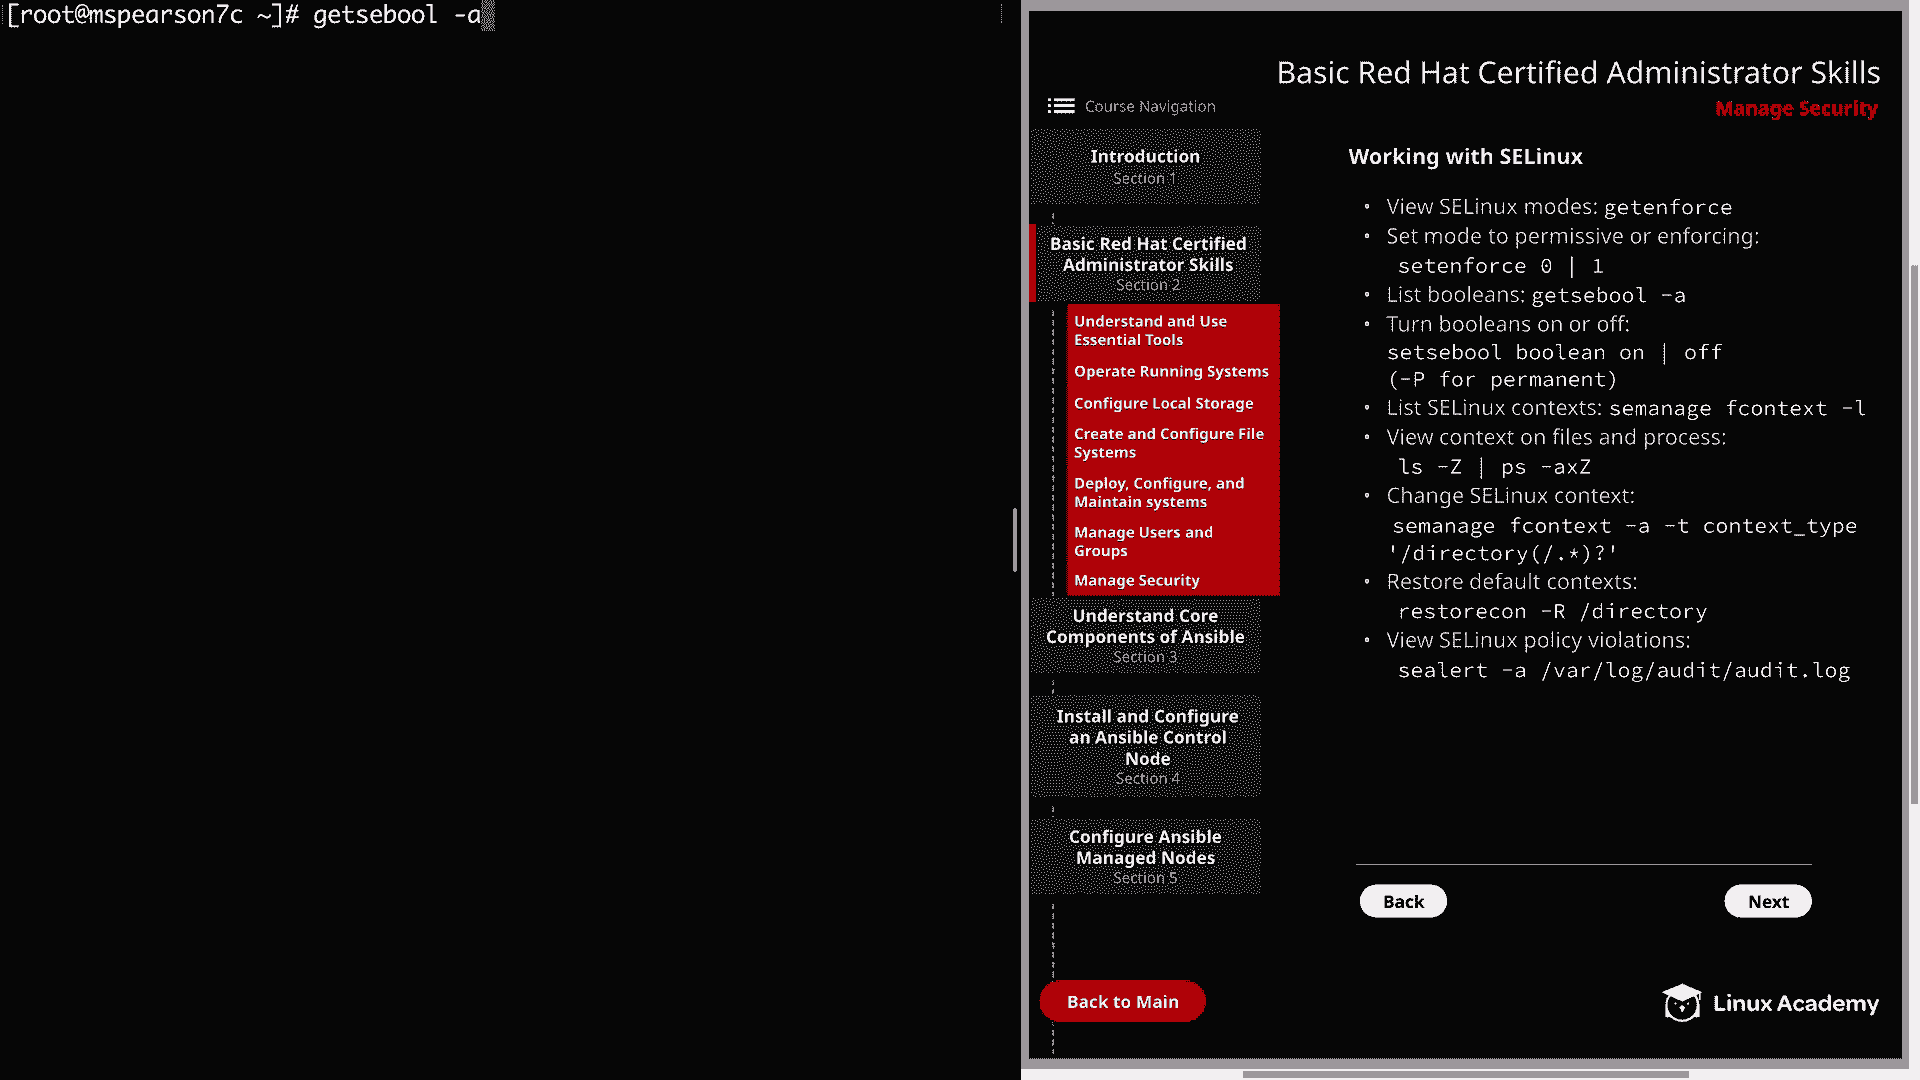 [root@mspearson7c ~]# getsebool -a
Basic Red Hat Certified Administrator Skills
Manage Security
Course Navigation
Introduction
Section 1
Basic Red Hat Certified
Administrator Skills
Section 2
Understand and Use
Essential Tools
Operate Running Systems
Configure Local Storage
Create and Configure File
Systems
Deploy, Configure, and
Maintain systems
Manage Users and
Groups
Manage Security
Understand Core
Components of Ansible
Section 3
Install and Configure
an Ansible Control
Node
Section 4
Configure Ansible
Managed Nodes
Section 5
Back to Main
Working with SELinux
• View SELinux modes: getenforce
• Set mode to permissive or enforcing:
setenforce 0 | 1
• List booleans: getsebool -a
• Turn booleans on or off:
setsebool boolean on | off
(-P for permanent)
• List SELinux contexts: semanage fcontext -l
• View context on files and process:
ls -Z | ps -axZ
• Change SELinux context:
semanage fcontext -a -t context_type
'/directory(/.*)?'
• Restore default contexts:
restorecon -R /directory
• View SELinux policy violations:
sealert -a /var/log/audit/audit.log
Back
Next
Linux Academy